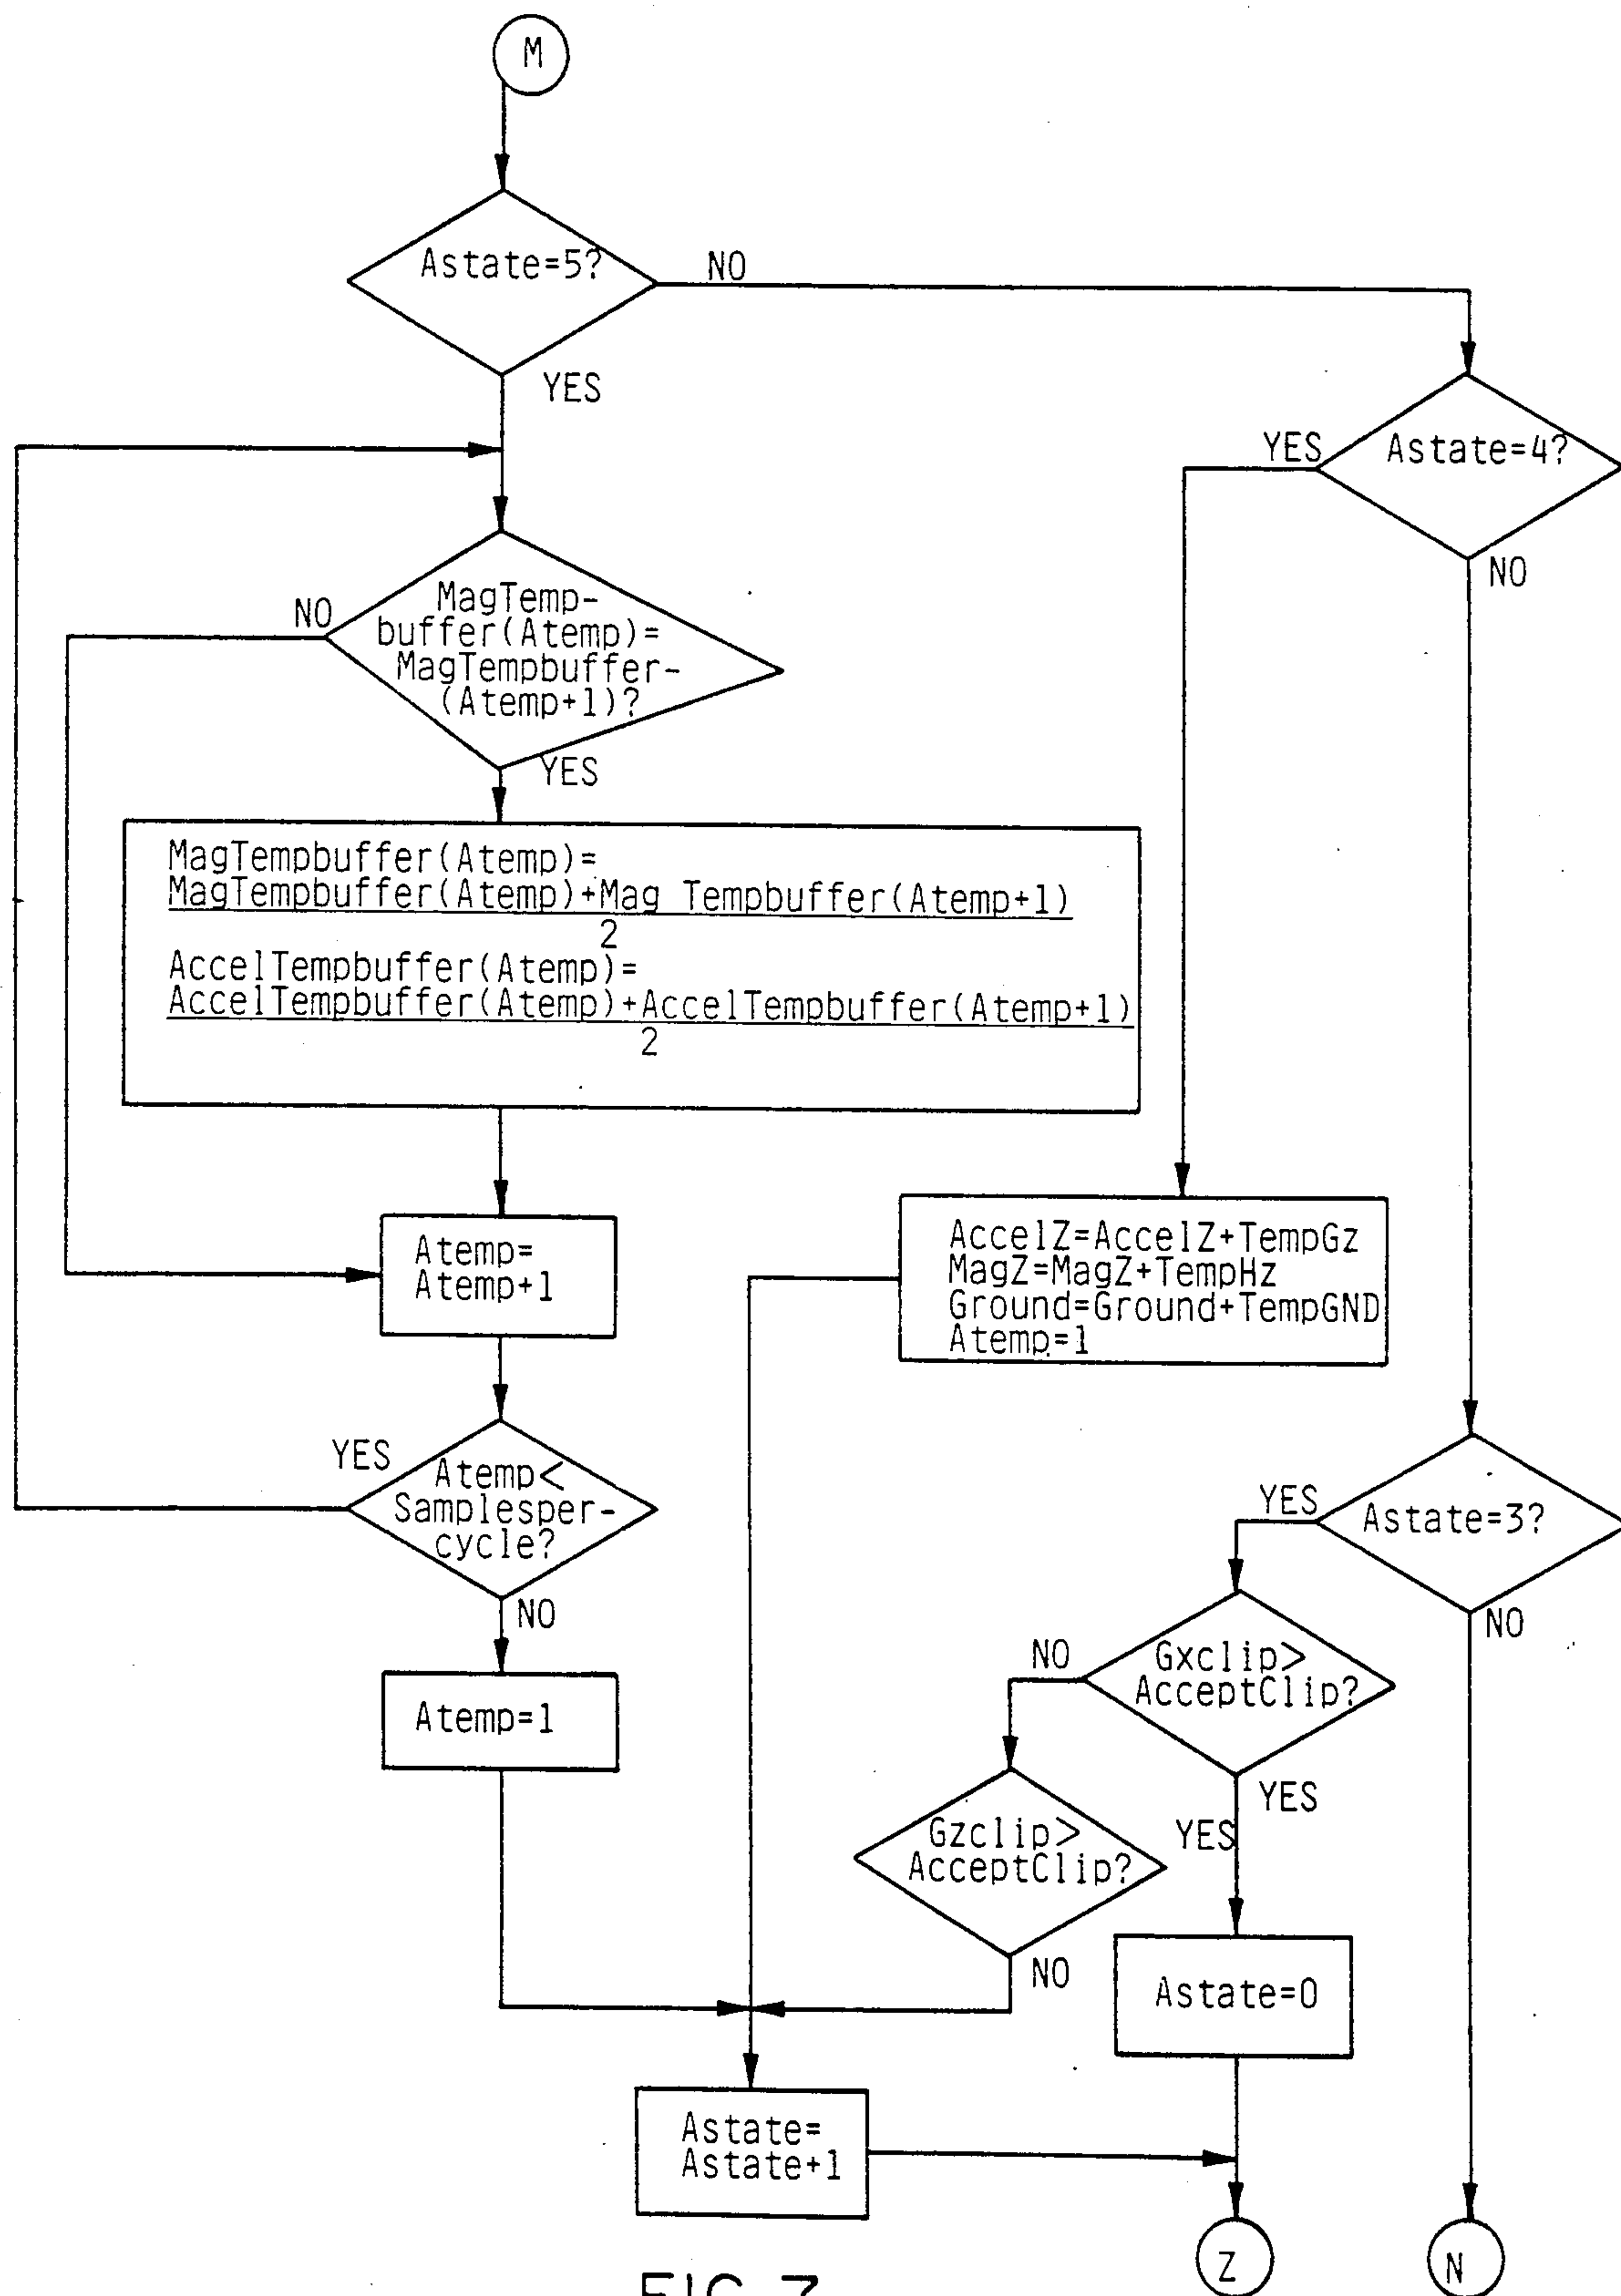 M
Astate=5?
NO
YES
YES
Astate=4?
NO
NO
MagTemp-
buffer(Atemp)=
MagTempbuffer-
(Atemp+1)?
YES
MagTempbuffer(Atemp)=
MagTempbuffer(Atemp)+Mag Tempbuffer(Atemp+1)
2
AccelTempbuffer(Atemp)=
AccelTempbuffer(Atemp)+AccelTempbuffer(Atemp+1)
2
Atemp=
Atemp+1
AccelZ=AccelZ+TempGz
MagZ=MagZ+TempHz
Ground=Ground+TempGND
Atemp=1
YES
Atemp<
Samplesper-
cycle?
NO
YES
Astate=3?
NO
Atemp=1
NO
Gxclip>
AcceptClip?
YES
Gzclip>
AcceptClip?
YES
NO
Astate=0
Astate=
Astate+1
Z
N